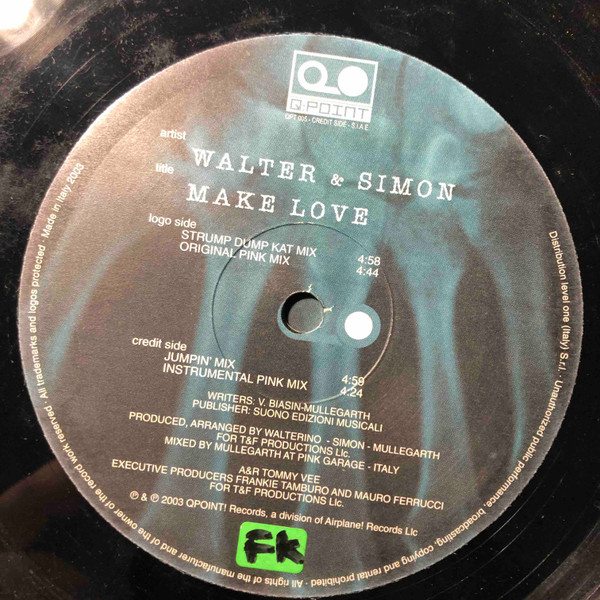 Q:POINT
QPT 005 - CREDIT SIDE - S.I.A.E
artist
WALTER & SIMON
title
MAKE LOVE
logo side
STRUMP DUMP KAT MIX 4:58
ORIGINAL PINK MIX 4:44
credit side
JUMPIN' MIX 4:59
INSTRUMENTAL PINK MIX 4:24
WRITERS: V. BIASIN-MULLEGARTH
PUBLISHER: SUONO EDIZIONI MUSICALI
PRODUCED, ARRANGED BY WALTERINO - SIMON - MULLEGARTH
FOR T&F PRODUCTIONS Llc.
MIXED BY MULLEGARTH AT PINK GARAGE - ITALY
A&R TOMMY VEE
EXECUTIVE PRODUCERS FRANKIE TAMBURO AND MAURO FERRUCCI
FOR T&F PRODUCTIONS Llc.
℗ & ℗ 2003 QPOINT! Records, a division of Airplane! Records Llc
FK
Distribution level one (Italy) S.r.l. · Unauthorized public performance, broadcasting, copying and rental prohibited · All rights of the manufacturer and of the owner of the record work reserved · All trademarks and logos protected · Made in Italy 2003